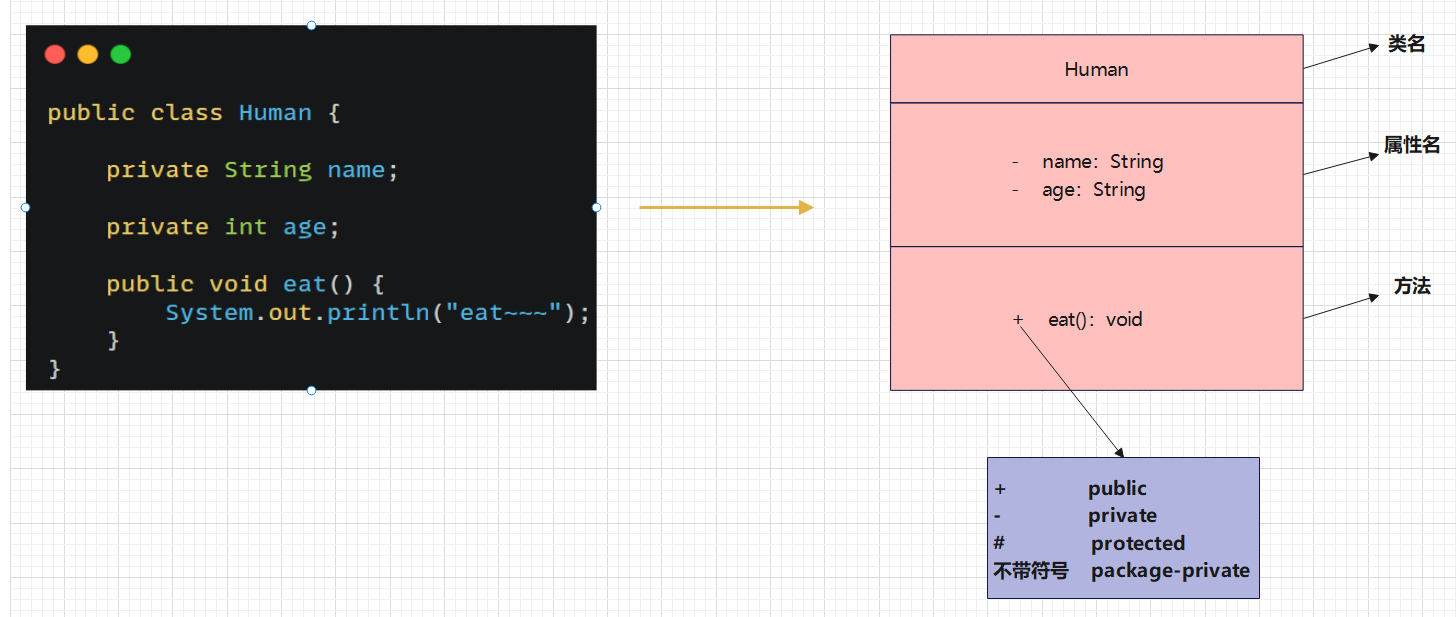 public class Human {
private String name;
private int age;
public void eat() {
System.out.println("eat~~~");
}
}
Human
类名
- name：String
- age：String
属性名
+ eat()：void
方法
+ public
- private
# protected
不带符号 package-private